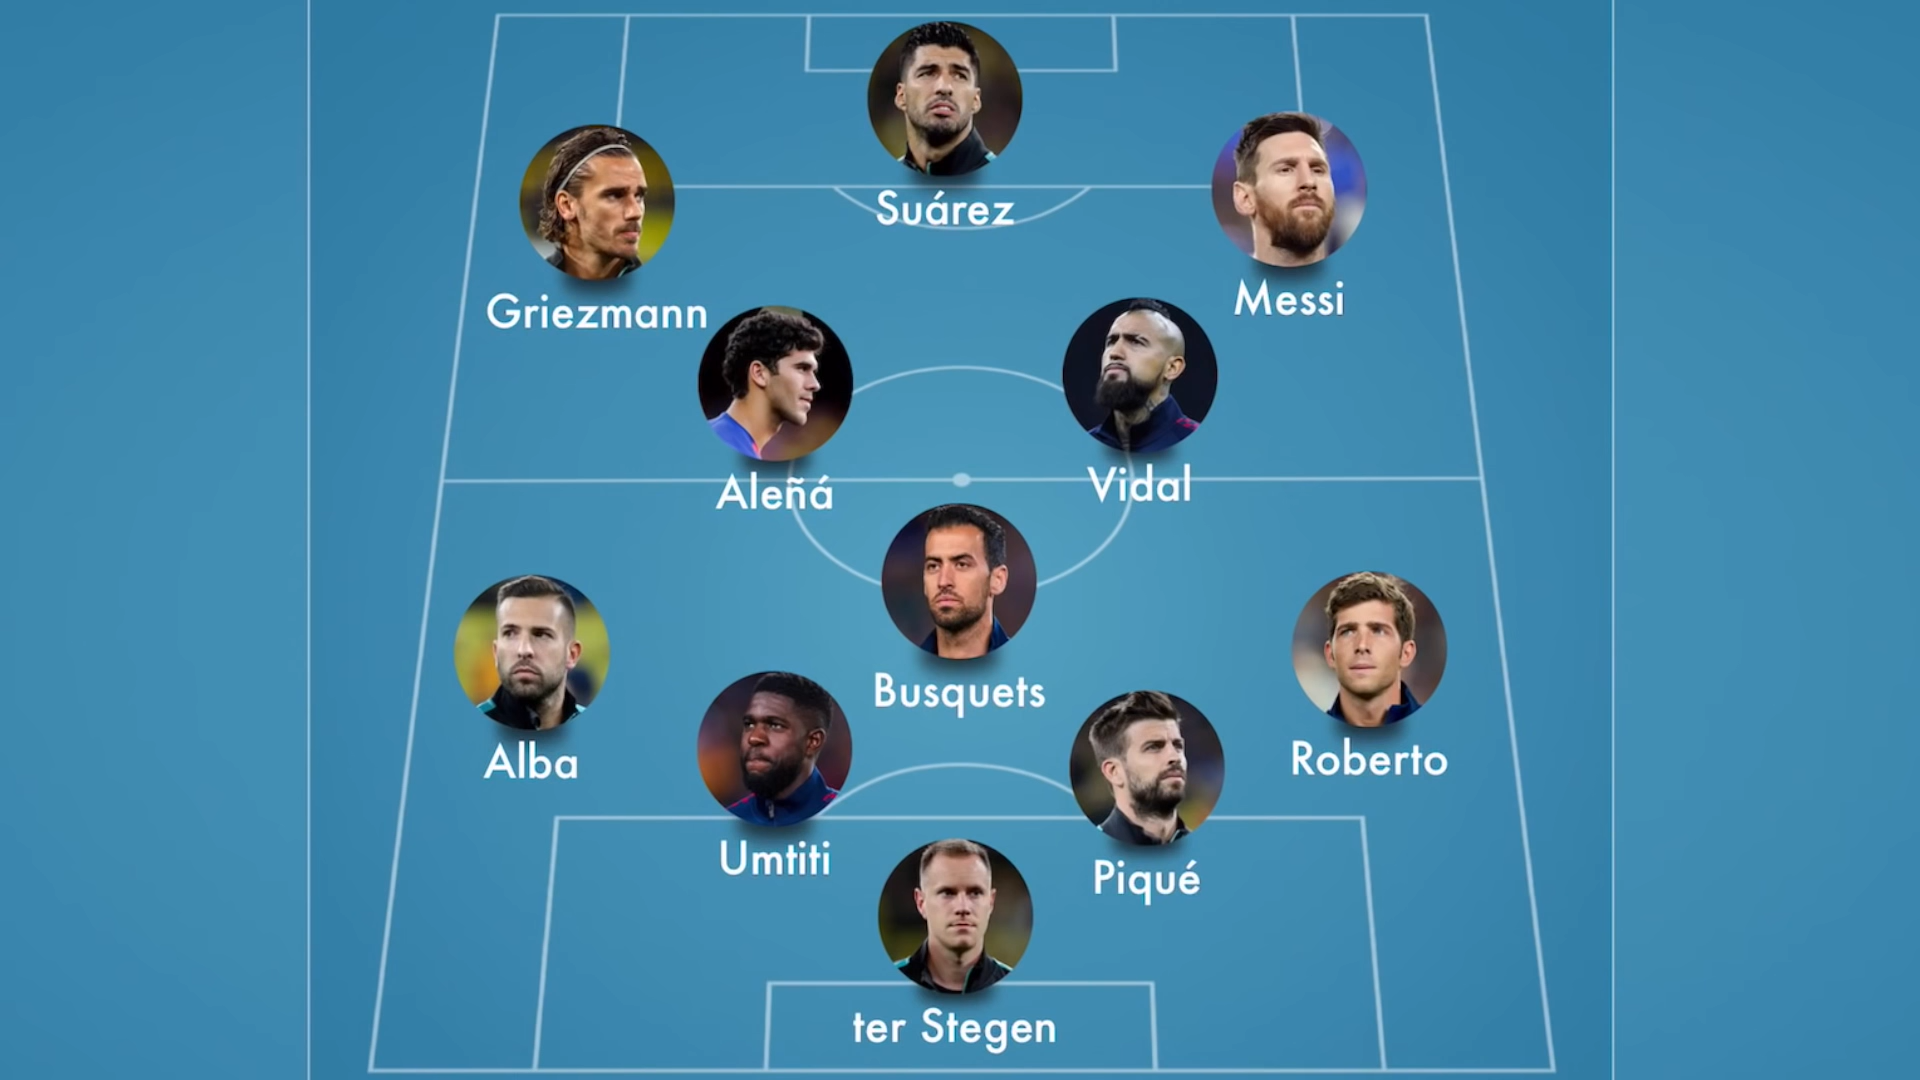 Suárez
Griezmann
Messi
Aleñá
Vidal
Busquets
Alba
Roberto
Umtiti
Piqué
ter Stegen